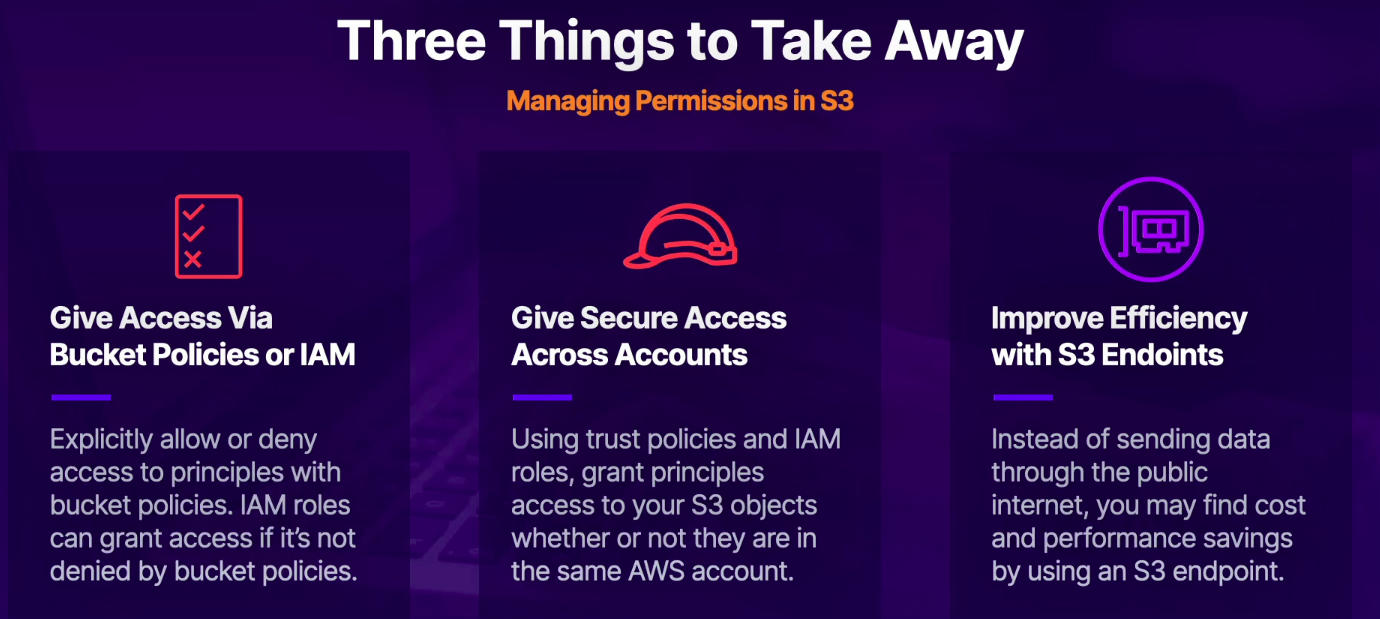 Three Things to Take Away
Managing Permissions in S3
Give Access Via
Bucket Policies or IAM
Explicitly allow or deny
access to principles with
bucket policies. IAM roles
can grant access if it's not
denied by bucket policies.
Give Secure Access
Across Accounts
Using trust policies and IAM
roles, grant principles
access to your S3 objects
whether or not they are in
the same AWS account.
Improve Efficiency
with S3 Endoints
Instead of sending data
through the public
internet, you may find cost
and performance savings
by using an S3 endpoint.